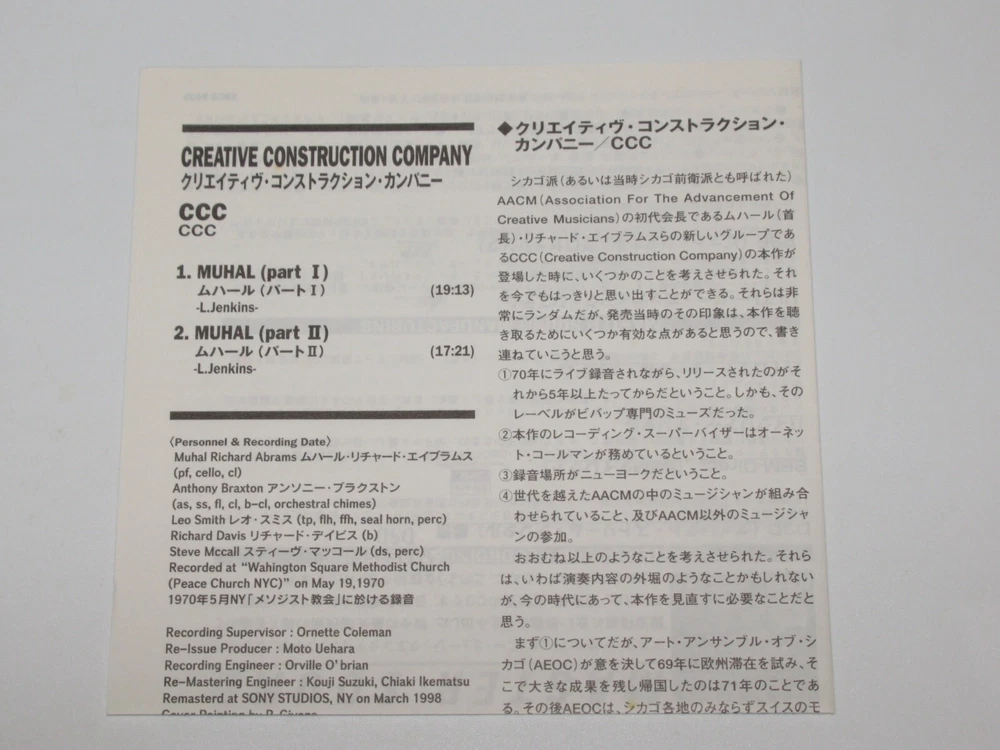 CREATIVE CONSTRUCTION COMPANY
クリエイティヴ・コンストラクション・カンパニー
CCC
CCC
1. MUHAL (part Ⅰ)
ムハール（パートⅠ） (19:13)
-L.Jenkins-
2. MUHAL (part Ⅱ)
ムハール（パートⅡ） (17:21)
-L.Jenkins-
〈Personnel & Recording Date〉
Muhal Richard Abrams ムハール・リチャード・エイブラムス
(pf, cello, cl)
Anthony Braxton アンソニー・ブラクストン
(as, ss, fl, cl, b-cl, orchestral chimes)
Leo Smith レオ・スミス (tp, flh, ffh, seal horn, perc)
Richard Davis リチャード・デイビス (b)
Steve Mccall スティーヴ・マッコール (ds, perc)
Recorded at “Wahington Square Methodist Church
(Peace Church NYC)” on May 19,1970
1970年5月NY「メソジスト教会」に於ける録音
Recording Supervisor : Ornette Coleman
Re-Issue Producer : Moto Uehara
Recording Engineer : Orville O’brian
Re-Mastering Engineer : Kouji Suzuki, Chiaki Ikematsu
Remasterd at SONY STUDIOS, NY on March 1998
Cover Painting by
◆クリエイティヴ・コンストラクション・
カンパニー／CCC
シカゴ派（あるいは当時シカゴ前衛派とも呼ばれた）
AACM（Association For The Advancement Of
Creative Musicians）の初代会長であるムハール（首
長）・リチャード・エイブラムスらの新しいグループであ
るCCC（Creative Construction Company）の本作が
登場した時に、いくつかのことを考えさせられた。それ
を今でもはっきりと思い出すことができる。それらは非
常にランダムだが、発売当時のその印象は、本作を聴
き取るためにいくつか有効な点があると思うので、書き
連ねていこうと思う。
①70年にライブ録音されながら、リリースされたのがそ
れから5年以上たってからだということ。しかも、その
レーベルがビバップ専門のミューズだった。
②本作のレコーディング・スーパーバイザーはオーネッ
ト・コールマンが務めているということ。
③録音場所がニューヨークだということ。
④世代を越えたAACMの中のミュージシャンが組み合
わせられていること、及びAACM以外のミュージシャ
ンの参加。
おおむね以上のようなことを考えさせられた。それら
は、いわば演奏内容の外堀のようなことかもしれない
が、今の時代にあって、本作を見直すに必要なことだと
思う。
まず①についてだが、アート・アンサンブル・オブ・シ
カゴ（AEOC）が意を決して69年に欧州滞在を試み、そ
こで大きな成果を残し帰国したのは71年のことであ
る。その後AEOCは、シカゴ各地のみならずスイスのモ